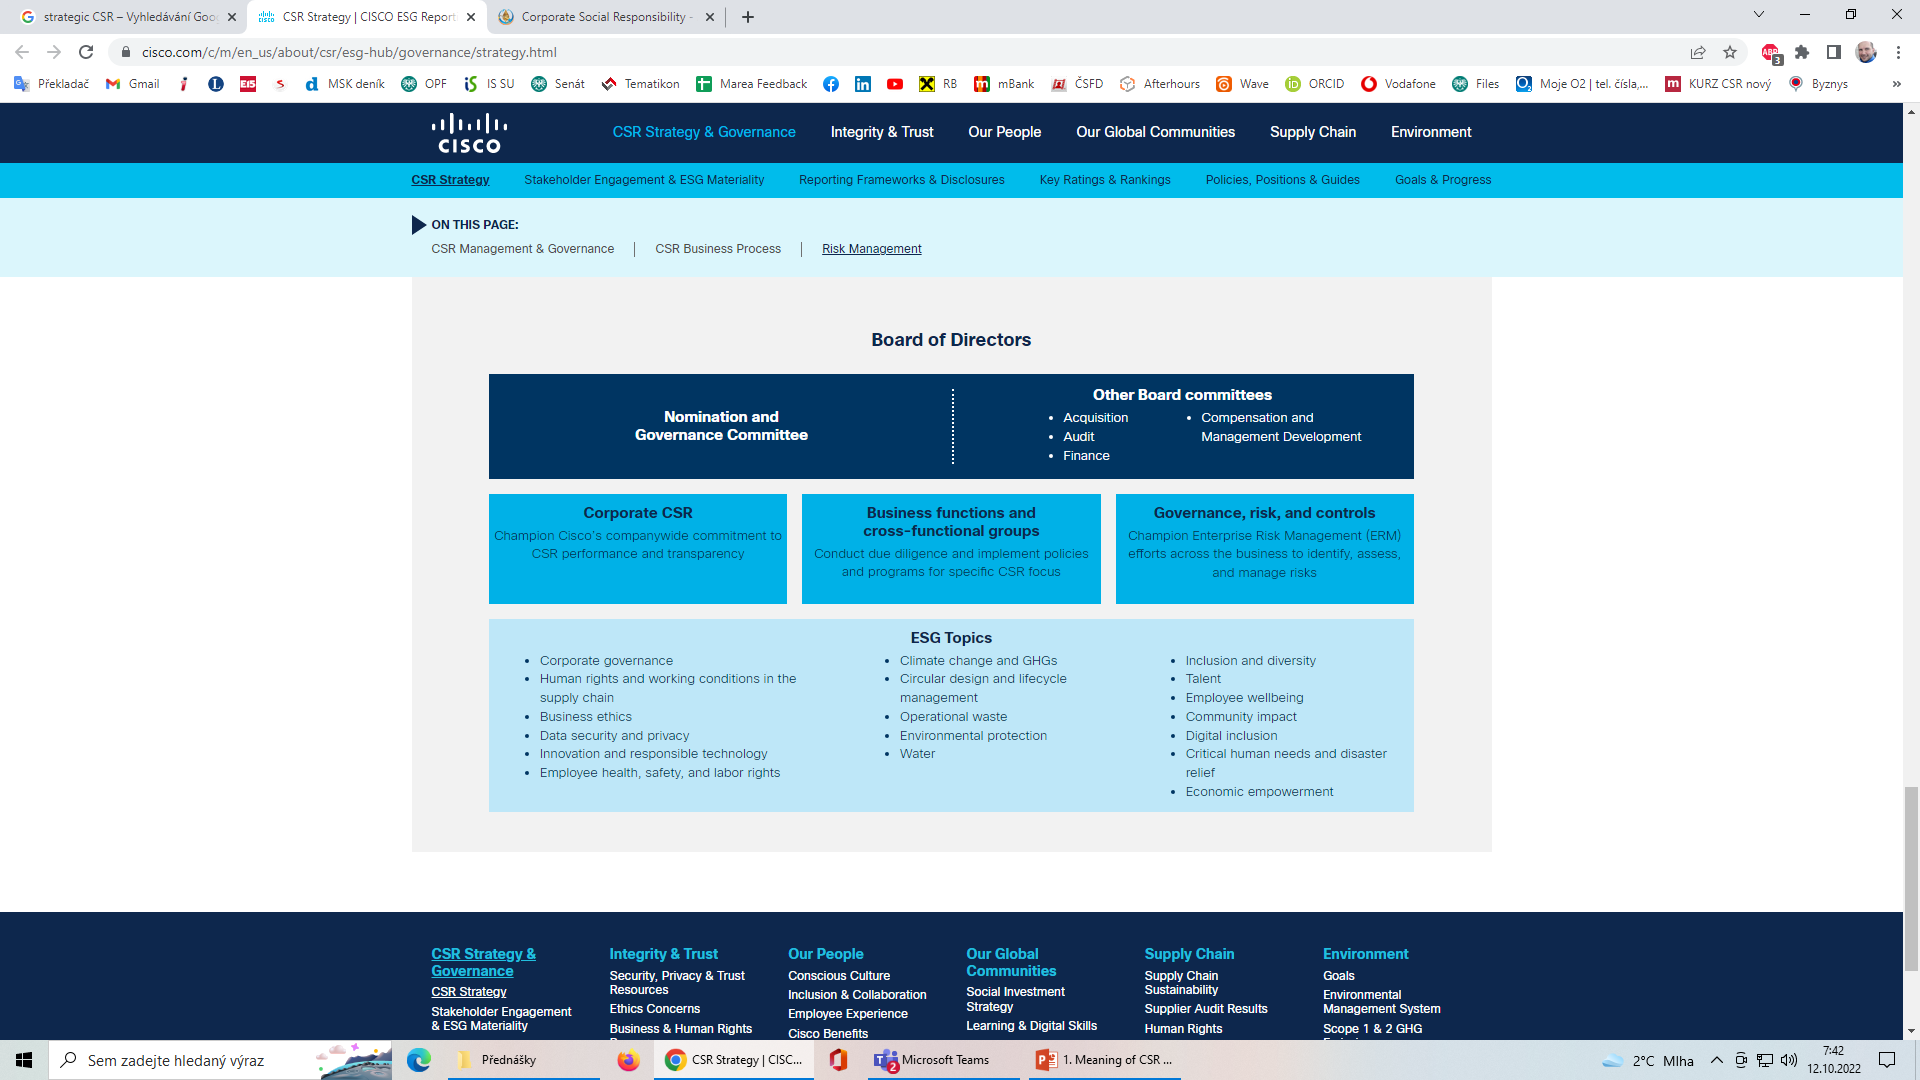 strategic CSR – Vyhledávání Goo
CSR Strategy | CISCO ESG Report
Corporate Social Responsibility -
cisco.com/c/m/en_us/about/csr/esg-hub/governance/strategy.html
ABP
3
Překladač
Gmail
MSK deník
OPF
IS SU
Senát
Tematikon
Marea Feedback
RB
mBank
ČSFD
Afterhours
Wave
ORCID
Vodafone
Files
Moje O2 | tel. čísla,...
KURZ CSR nový
Byznys
»
CISCO
CSR Strategy & Governance
Integrity & Trust
Our People
Our Global Communities
Supply Chain
Environment
CSR Strategy
Stakeholder Engagement & ESG Materiality
Reporting Frameworks & Disclosures
Key Ratings & Rankings
Policies, Positions & Guides
Goals & Progress
ON THIS PAGE:
CSR Management & Governance
CSR Business Process
Risk Management
Board of Directors
Nomination and
Governance Committee
Other Board committees
• Acquisition
• Audit
• Finance
• Compensation and
Management Development
Corporate CSR
Champion Cisco's companywide commitment to
CSR performance and transparency
Business functions and
cross-functional groups
Conduct due diligence and implement policies
and programs for specific CSR focus
Governance, risk, and controls
Champion Enterprise Risk Management (ERM)
efforts across the business to identify, assess,
and manage risks
ESG Topics
• Corporate governance
• Human rights and working conditions in the
supply chain
• Business ethics
• Data security and privacy
• Innovation and responsible technology
• Employee health, safety, and labor rights
• Climate change and GHGs
• Circular design and lifecycle
management
• Operational waste
• Environmental protection
• Water
• Inclusion and diversity
• Talent
• Employee wellbeing
• Community impact
• Digital inclusion
• Critical human needs and disaster
relief
• Economic empowerment
CSR Strategy &
Governance
CSR Strategy
Stakeholder Engagement
& ESG Materiality
Integrity & Trust
Security, Privacy & Trust
Resources
Ethics Concerns
Business & Human Rights
Our People
Conscious Culture
Inclusion & Collaboration
Employee Experience
Cisco Benefits
Our Global
Communities
Social Investment
Strategy
Learning & Digital Skills
Supply Chain
Supply Chain
Sustainability
Supplier Audit Results
Human Rights
Environment
Goals
Environmental
Management System
Scope 1 & 2 GHG
Sem zadejte hledaný výraz
Přednášky
CSR Strategy | CISC...
2
Microsoft Teams
1. Meaning of CSR ...
2°C Mlha
7:42
12.10.2022